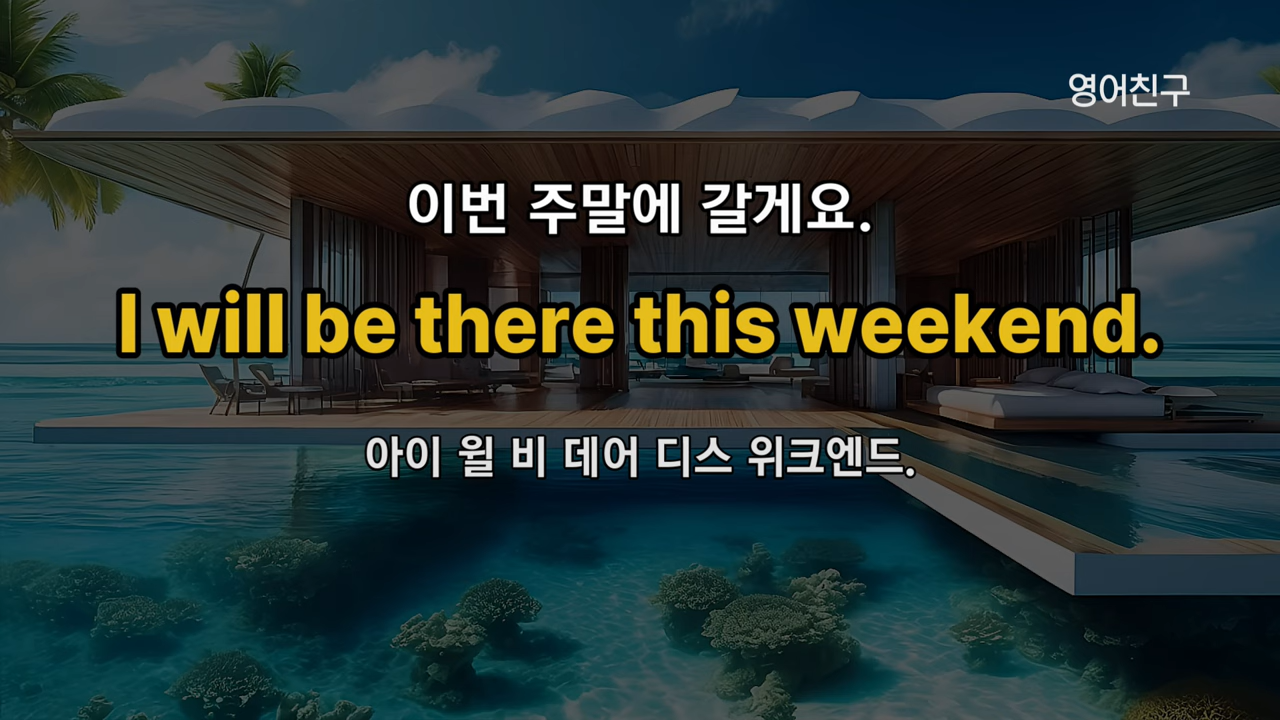 영어친구
이번 주말에 갈게요.
I will be there this weekend.
아이 윌 비 데어 디스 위크엔드.